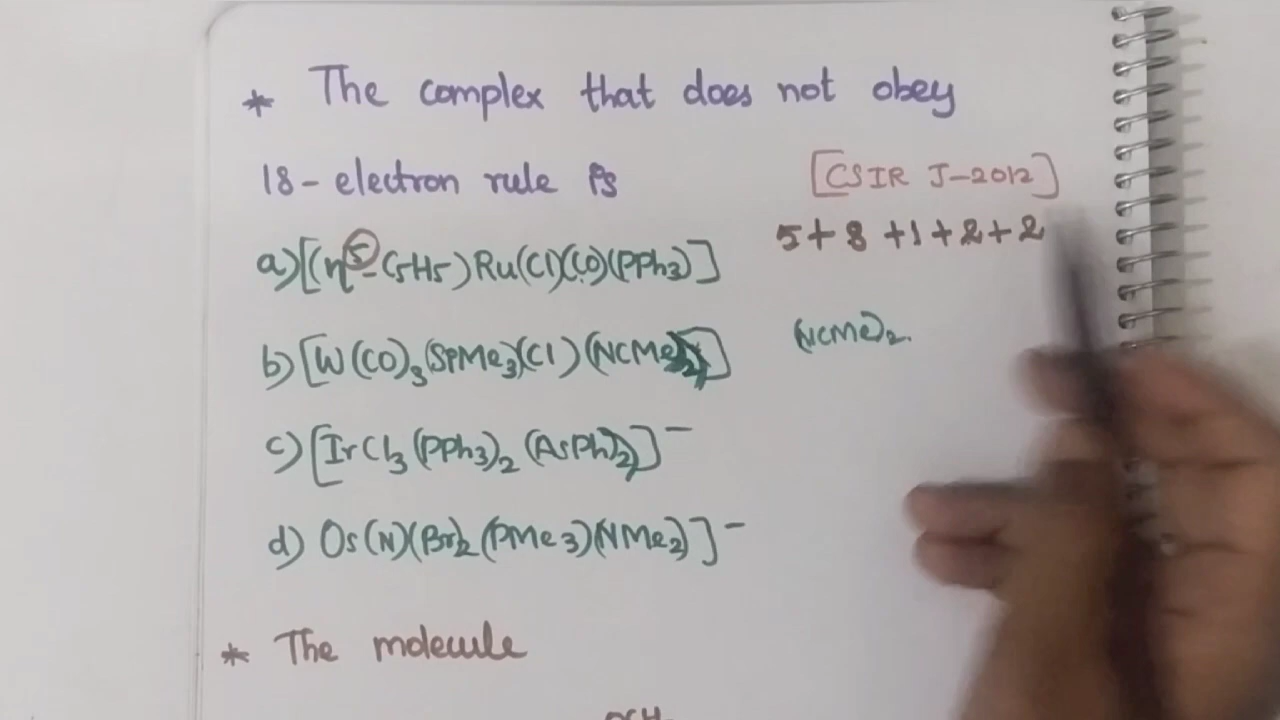 * The complex that does not obey
18-electron rule is
[CSIR J-2012]
a) [(η⁵-C5H5)Ru(Cl)(CO)(PPh3)]
5+8+1+2+2
b) [W(CO)3(SPMe3)(Cl)(NCMe)2]
(NCMe)2.
c) [IrCl3(PPh3)2(AsPh2)]⁻
d) Os(N)(Br)2(PMe3)(NMe2)]⁻
* The molecule